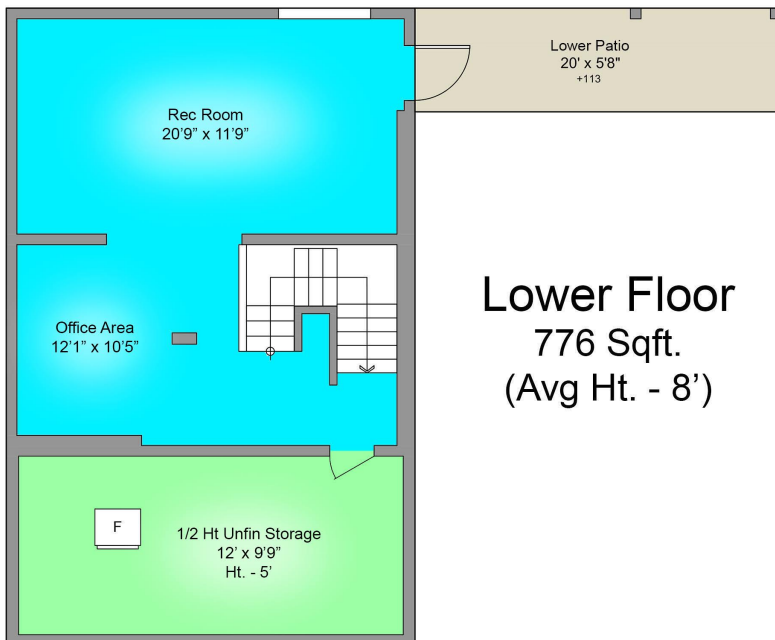 Lower Patio
20' x 5'8"
+113
Rec Room
20’9” x 11’9”
Lower Floor
776 Sqft.
(Avg Ht. - 8’)
Office Area
12’1” x 10’5”
F
1/2 Ht Unfin Storage
12’ x 9’9”
Ht. - 5’